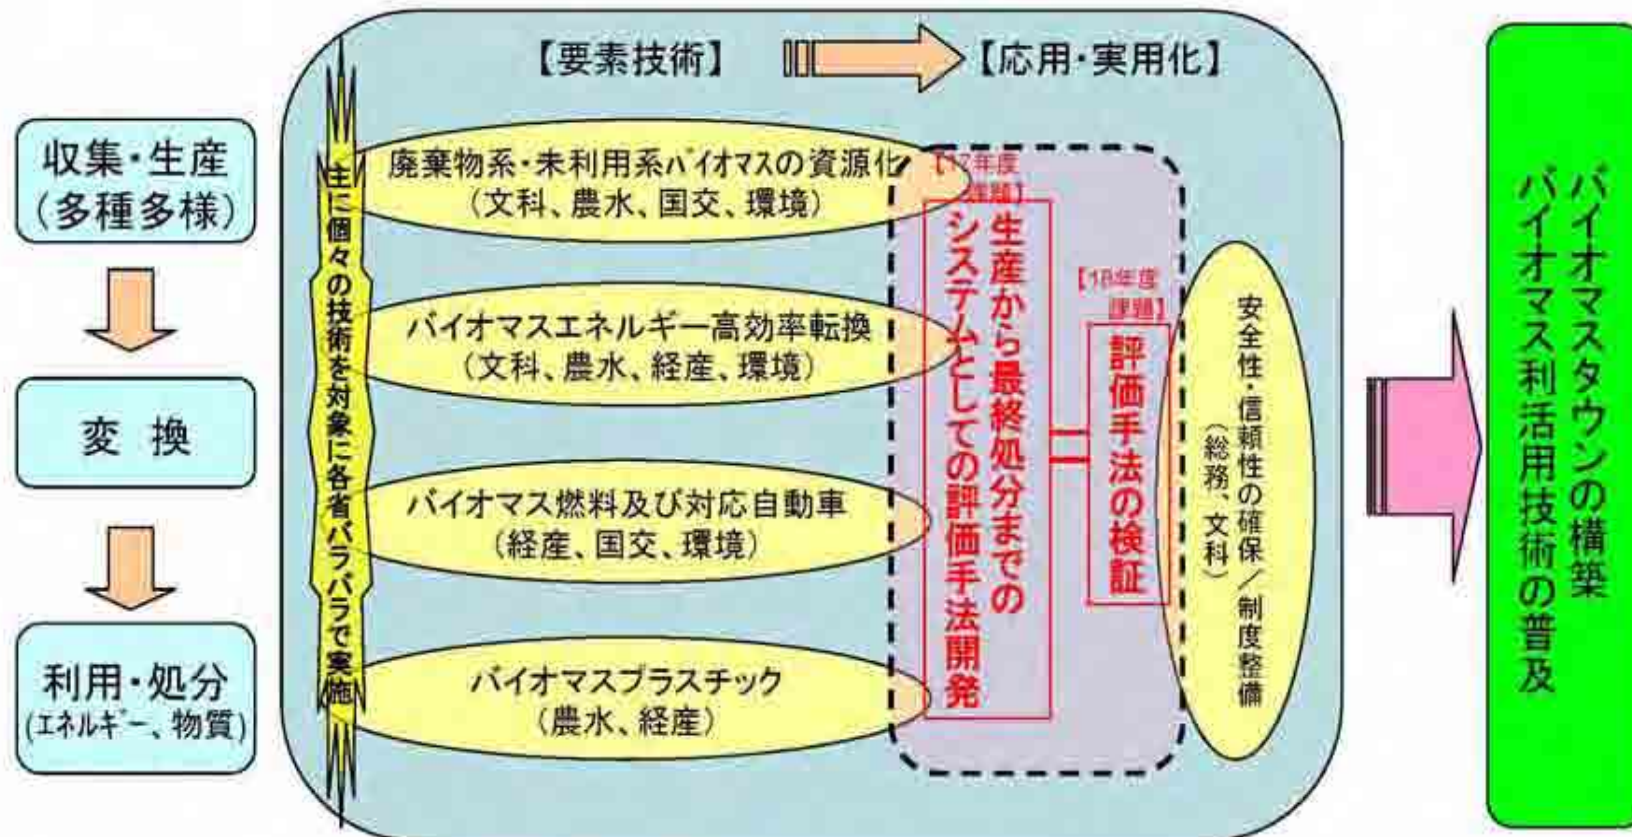 収集・生産
（多種多様）
変 換
利用・処分
(エネルギー、物質)
【要素技術】
【応用・実用化】
主に個々の技術を対象に各省バラバラで実施
廃棄物系・未利用系バイオマスの資源化
（文科、農水、国交、環境）
バイオマスエネルギー高効率転換
（文科、農水、経産、環境）
バイオマス燃料及び対応自動車
（経産、国交、環境）
バイオマスプラスチック
（農水、経産）
【17年度
課題】
生産から最終処分までの
システムとしての評価手法開発
【18年度
課題】
評価手法の検証
安全性・信頼性の確保／制度整備
（総務、文科）
バイオマスタウンの構築
バイオマス利活用技術の普及